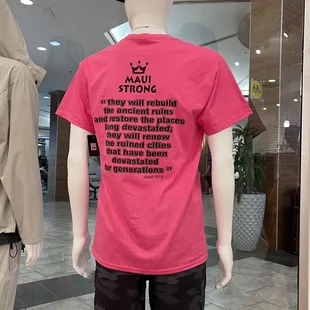 MAUI
STRONG
“They will rebuild
the ancient ruins
and restore the places
long devastated;
they will renew
the ruined cities
that have been
devastated
for generations”